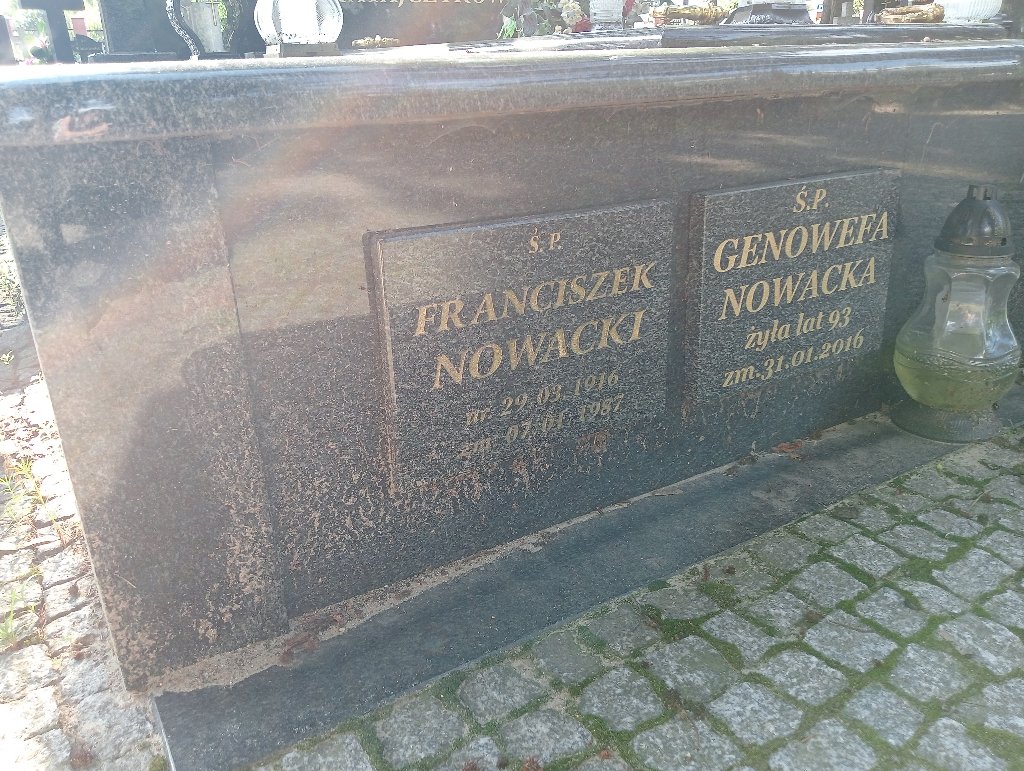 Ś.P.
FRANCISZEK
NOWACKI
ur. 29.03.1916
zm. 07.01.1987
Ś.P.
GENOWEFA
NOWACKA
żyła lat 93
zm.31.01.2016